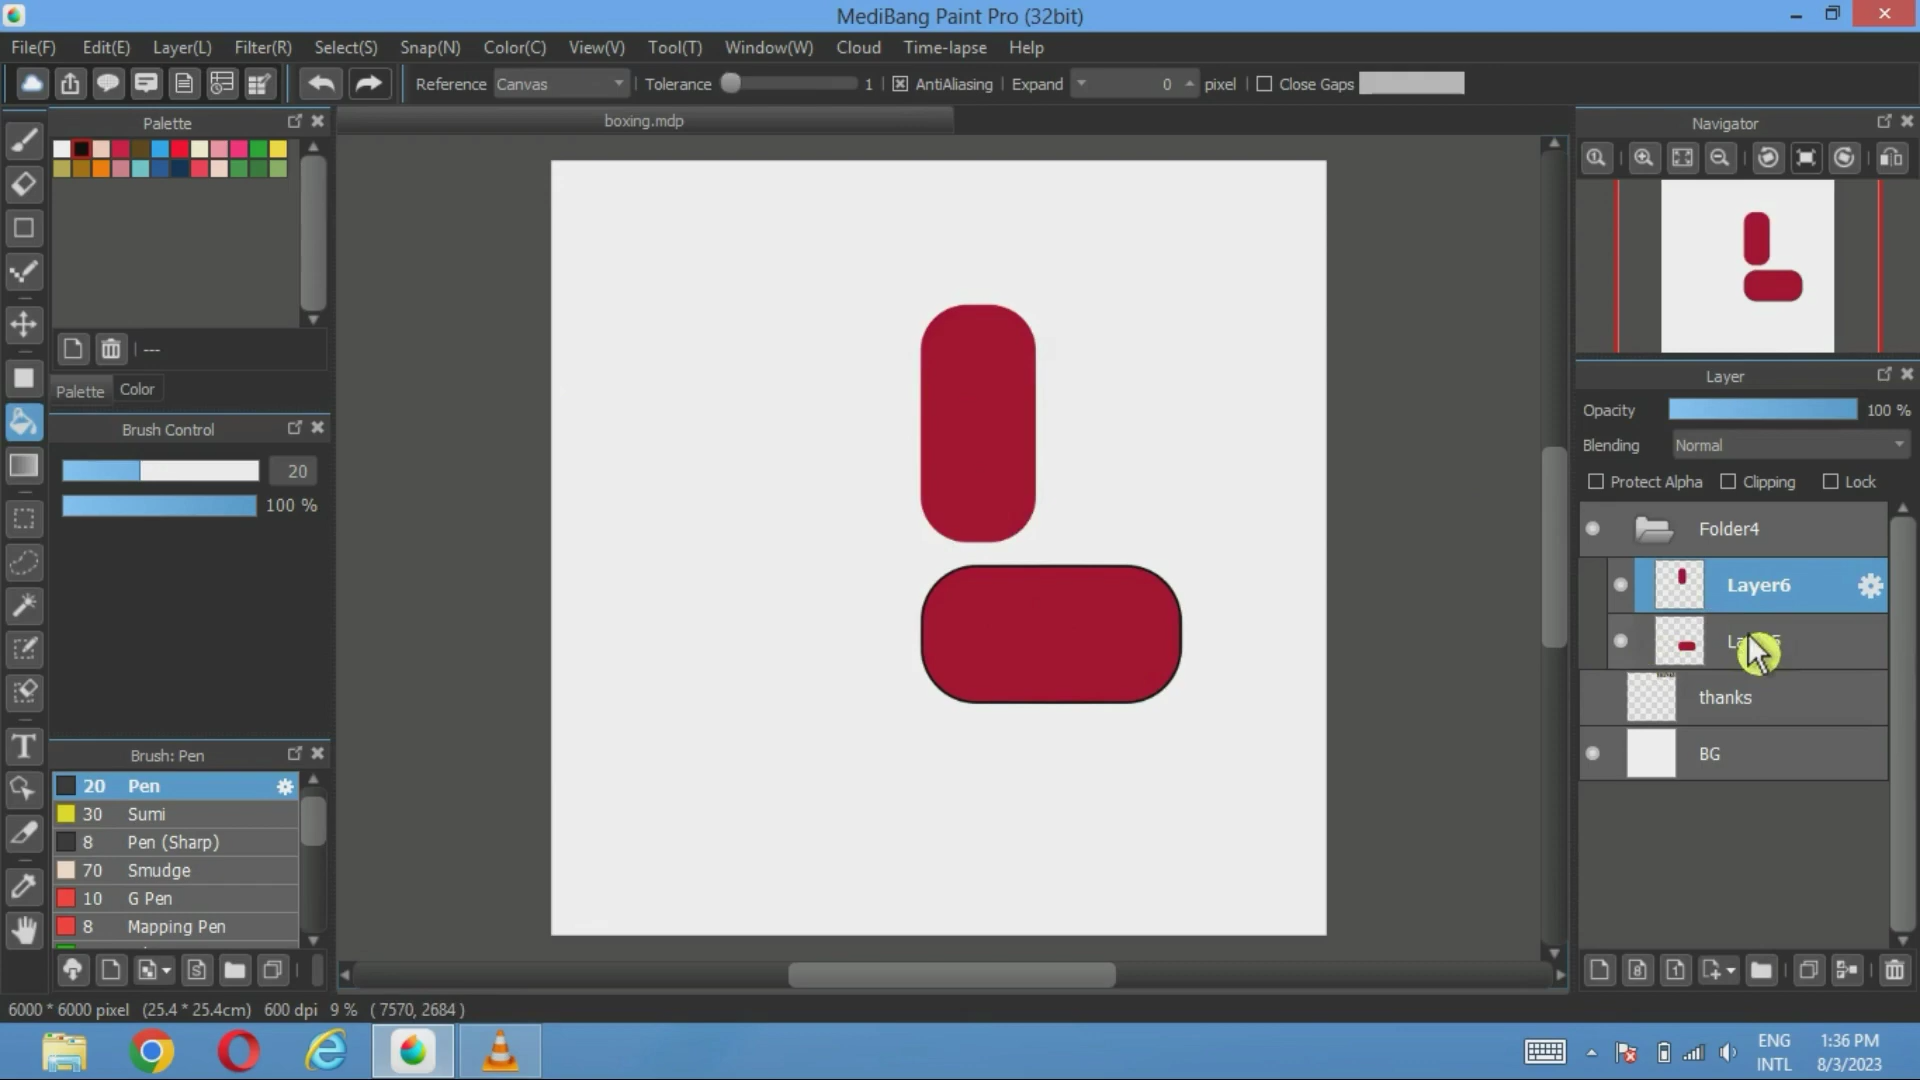 MediBang Paint Pro (32bit)
File(F) Edit(E) Layer(L) Filter(R) Select(S) Snap(N) Color(C) View(V) Tool(T) Window(W) Cloud Time-lapse Help
Reference Canvas Tolerance 1 AntiAliasing Expand 0 pixel Close Gaps
Palette
boxing.mdp
Navigator
---
Palette Color
Brush Control
20
100 %
Brush: Pen
20 Pen
30 Sumi
8 Pen (Sharp)
70 Smudge
10 G Pen
8 Mapping Pen
Layer
Opacity 100 %
Blending Normal
Protect Alpha Clipping Lock
Folder4
Layer6
thanks
BG
6000 * 6000 pixel (25.4 * 25.4cm) 600 dpi 9 % ( 7570, 2684 )
ENG
INTL
1:36 PM
8/3/2023